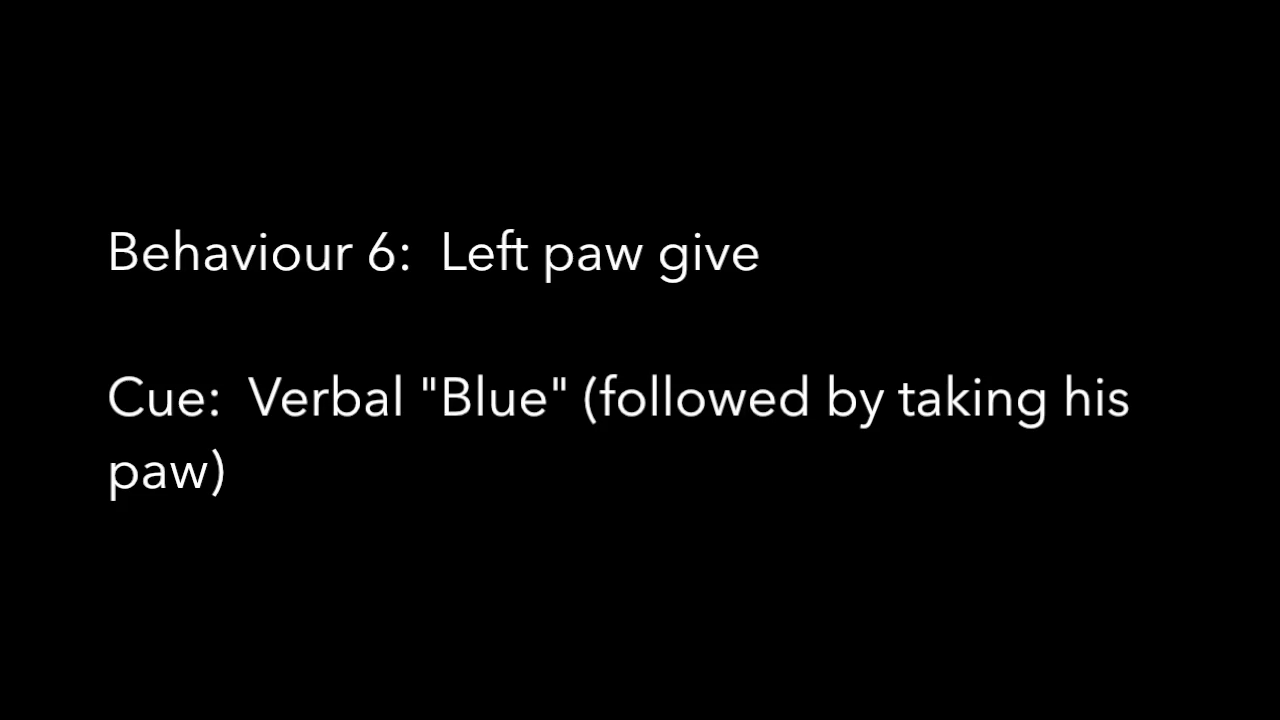 Behaviour 6:  Left paw give
Cue:  Verbal "Blue" (followed by taking his
paw)